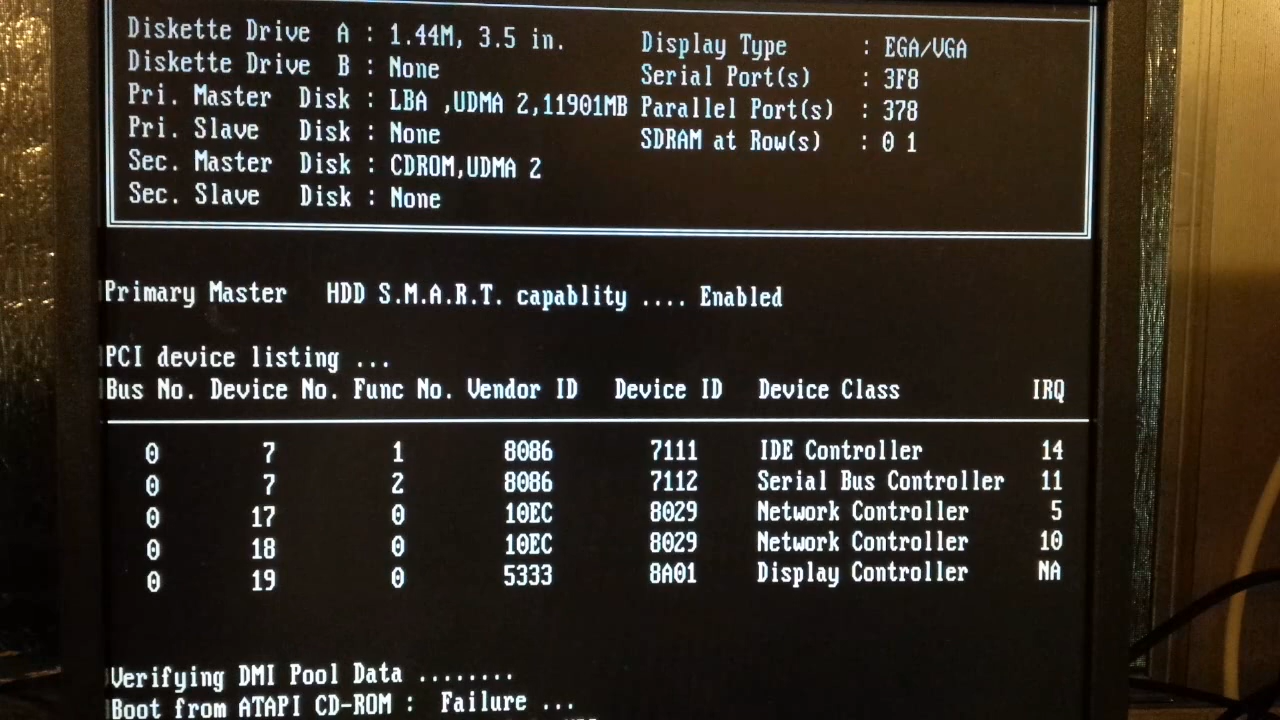 Diskette Drive A : 1.44M, 3.5 in. Display Type : EGA/VGA
Diskette Drive B : None Serial Port(s) : 3F8
Pri. Master Disk : LBA ,UDMA 2,11901MB Parallel Port(s) : 378
Pri. Slave Disk : None SDRAM at Row(s) : 0 1
Sec. Master Disk : CDROM,UDMA 2
Sec. Slave Disk : None
Primary Master HDD S.M.A.R.T. capablity .... Enabled
PCI device listing ...
Bus No. Device No. Func No. Vendor ID Device ID Device Class IRQ
0 7 1 8086 7111 IDE Controller 14
0 7 2 8086 7112 Serial Bus Controller 11
0 17 0 10EC 8029 Network Controller 5
0 18 0 10EC 8029 Network Controller 10
0 19 0 5333 8A01 Display Controller NA
Verifying DMI Pool Data ........
Boot from ATAPI CD-ROM : Failure ...